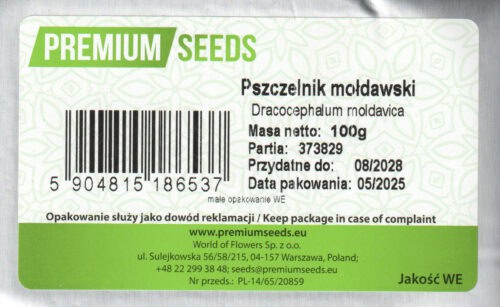 PREMIUM SEEDS
Pszczelnik mołdawski
Dracocephalum moldavica
Masa netto: 100g
Partia: 373829
Przydatne do: 08/2028
Data pakowania: 05/2025
5 904815 186537
małe opakowanie WE
Opakowanie służy jako dowód reklamacji / Keep package in case of complaint
www.premiumseeds.eu
World of Flowers Sp. z o.o.
ul. Sulejkowska 56/58/215, 04-157 Warszawa, Poland;
+48 22 299 38 48; seeds@premiumseeds.eu
Nr przeds.: PL-14/65/20859
Jakość WE